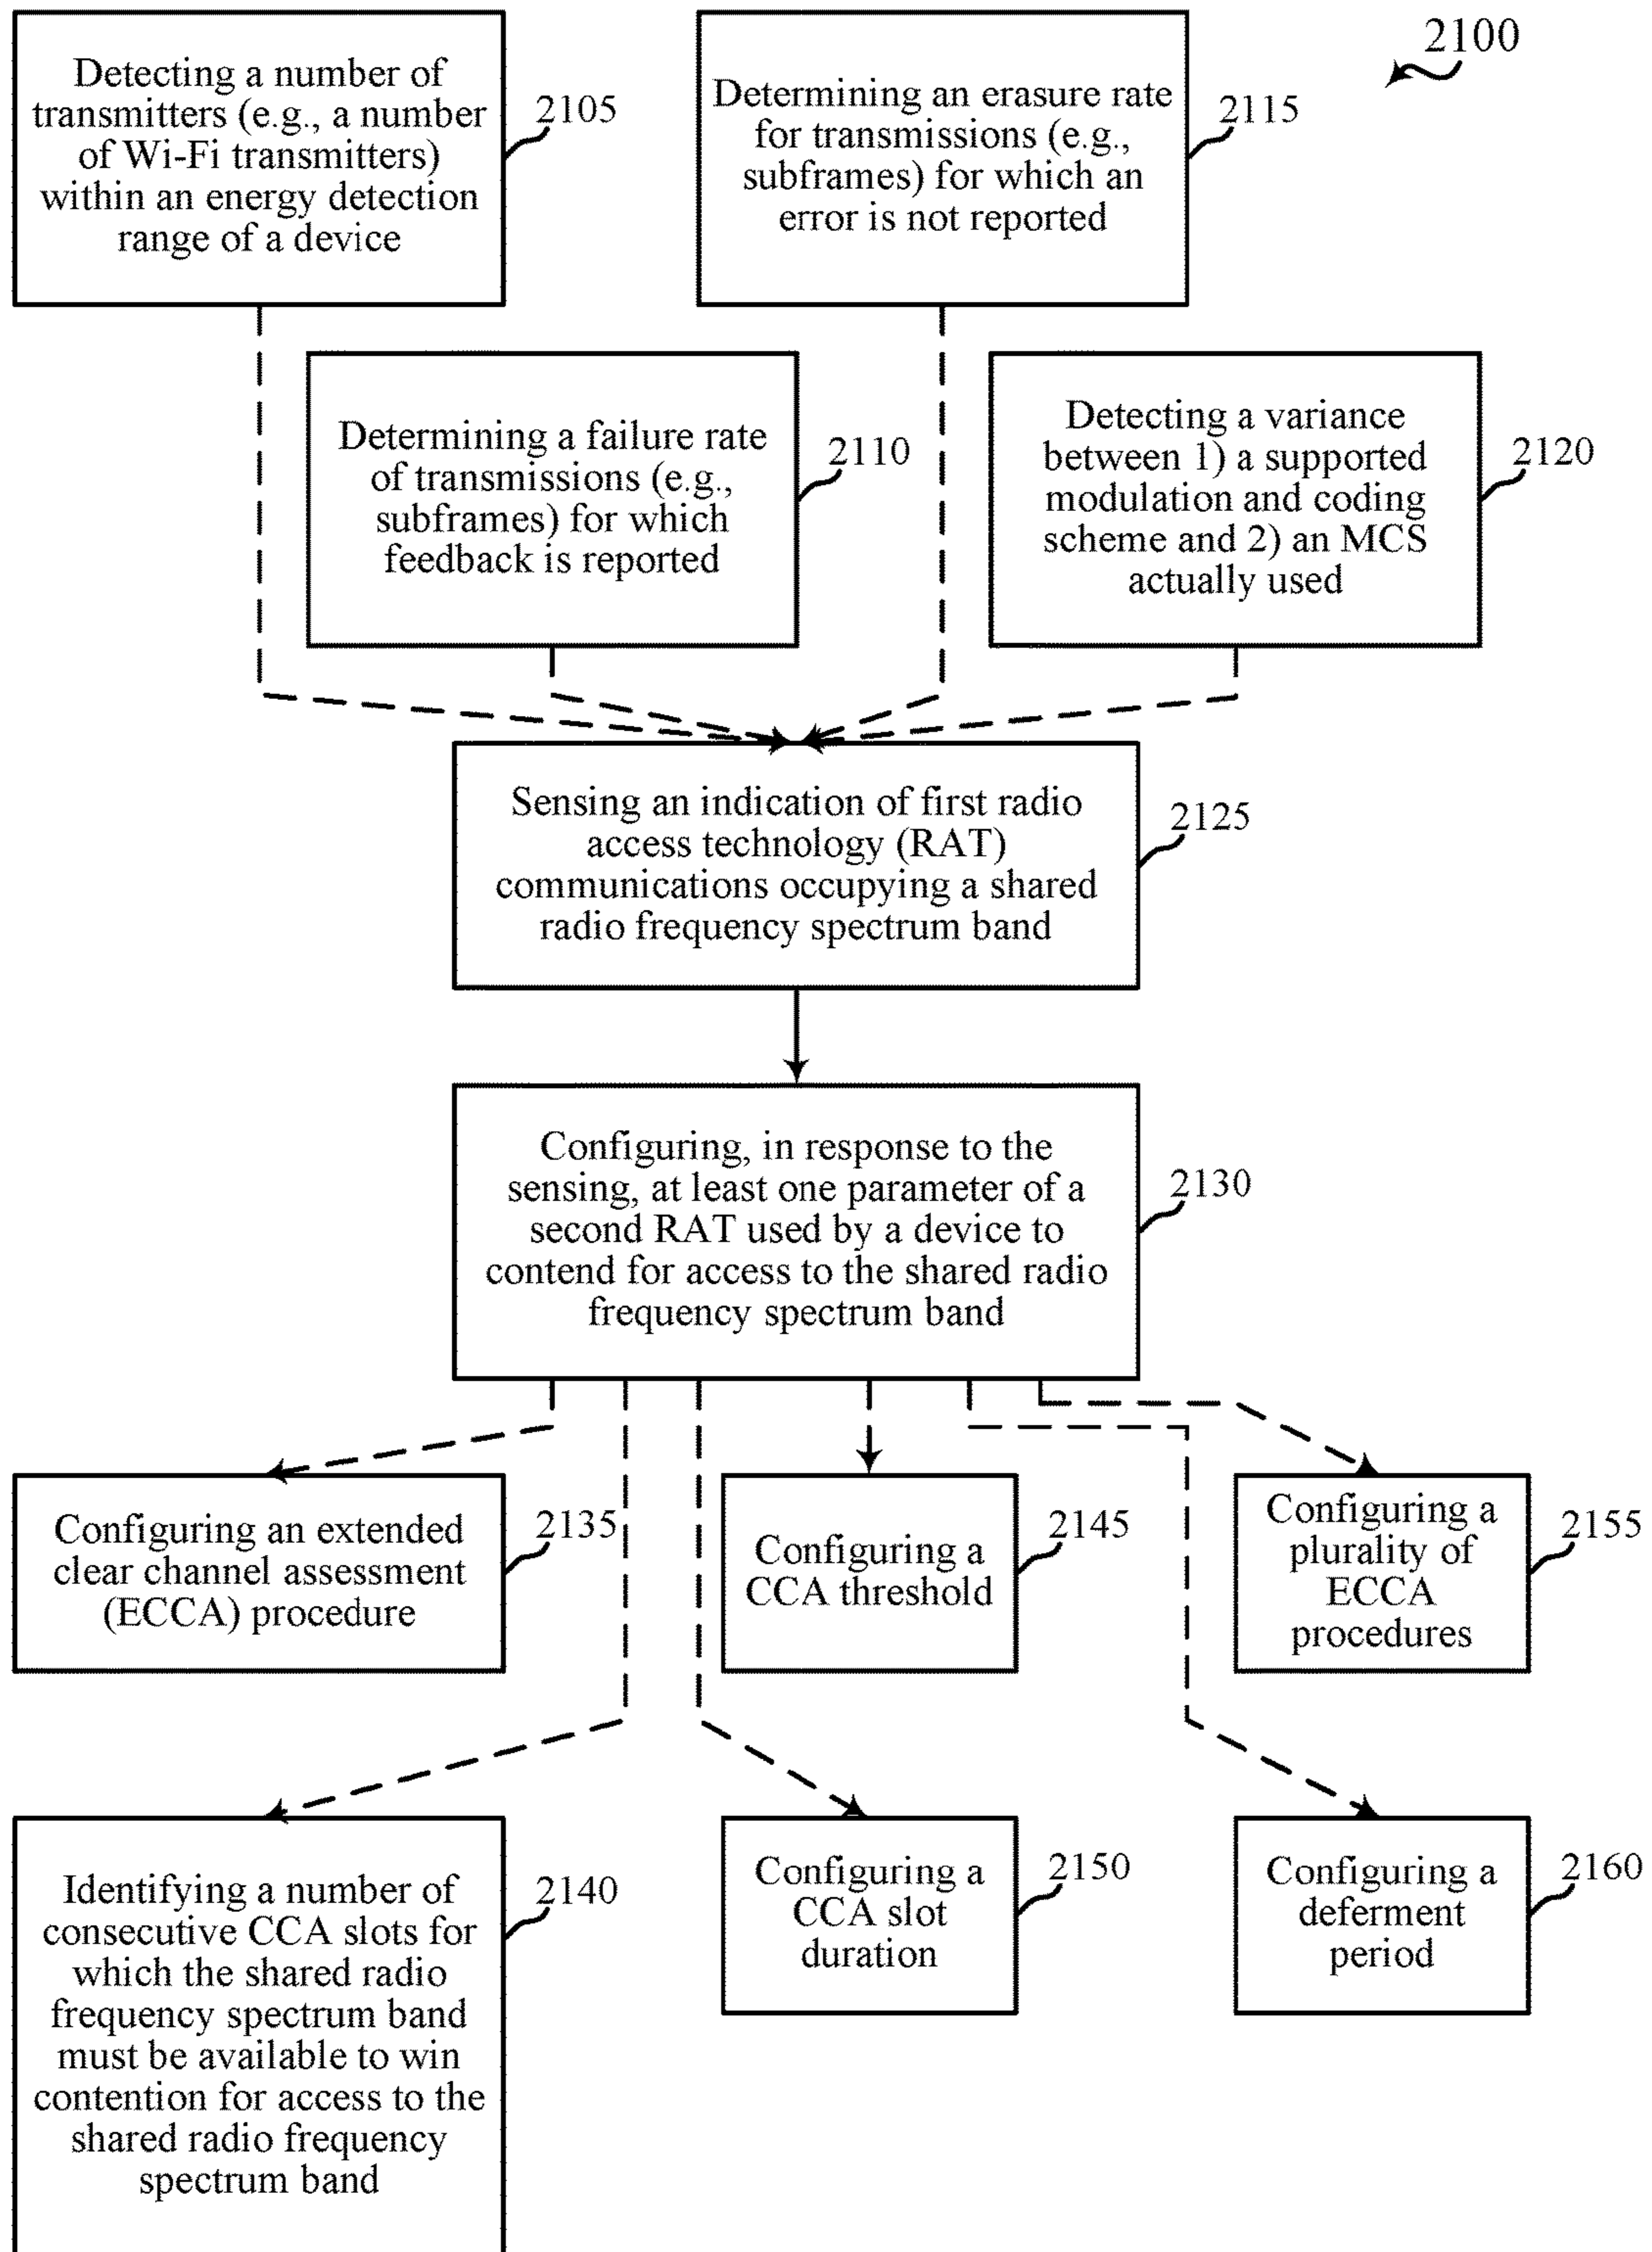 2100
Detecting a number of
transmitters (e.g., a number
of Wi-Fi transmitters)
within an energy detection
range of a device
2105
Determining an erasure rate
for transmissions (e.g.,
subframes) for which an
error is not reported
2115
Determining a failure rate
of transmissions (e.g.,
subframes) for which
feedback is reported
2110
Detecting a variance
between 1) a supported
modulation and coding
scheme and 2) an MCS
actually used
2120
Sensing an indication of first radio
access technology (RAT)
communications occupying a shared
radio frequency spectrum band
2125
Configuring, in response to the
sensing, at least one parameter of a
second RAT used by a device to
contend for access to the shared radio
frequency spectrum band
2130
Configuring an extended
clear channel assessment
(ECCA) procedure
2135
Configuring a
CCA threshold
2145
Configuring a
plurality of
ECCA
procedures
2155
Identifying a number of
consecutive CCA slots for
which the shared radio
frequency spectrum band
must be available to win
contention for access to the
shared radio frequency
spectrum band
2140
Configuring a
CCA slot
duration
2150
Configuring a
deferment
period
2160